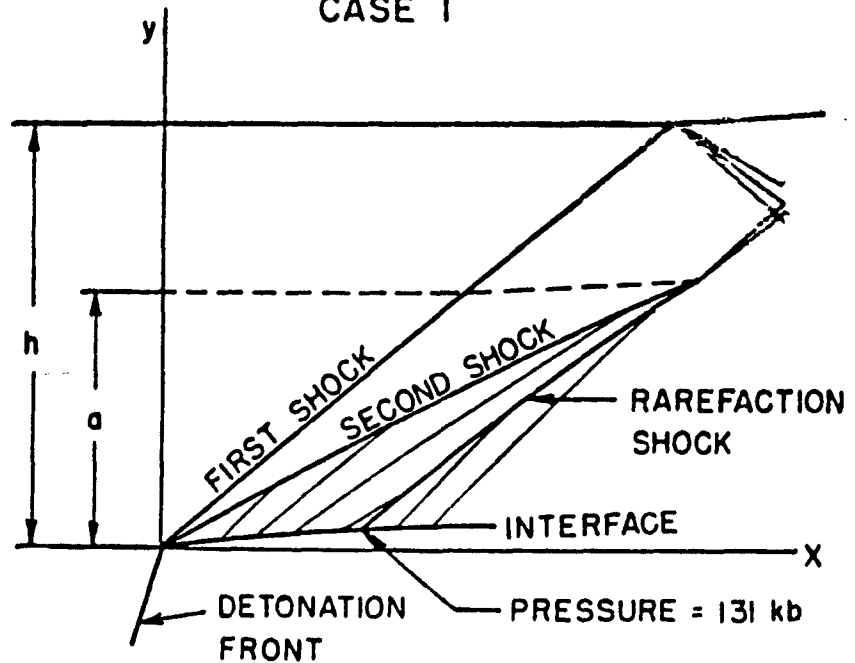 CASE 1
y
h
a
FIRST SHOCK
SECOND SHOCK
RAREFACTION
SHOCK
INTERFACE
X
DETONATION
FRONT
PRESSURE = 131 kb